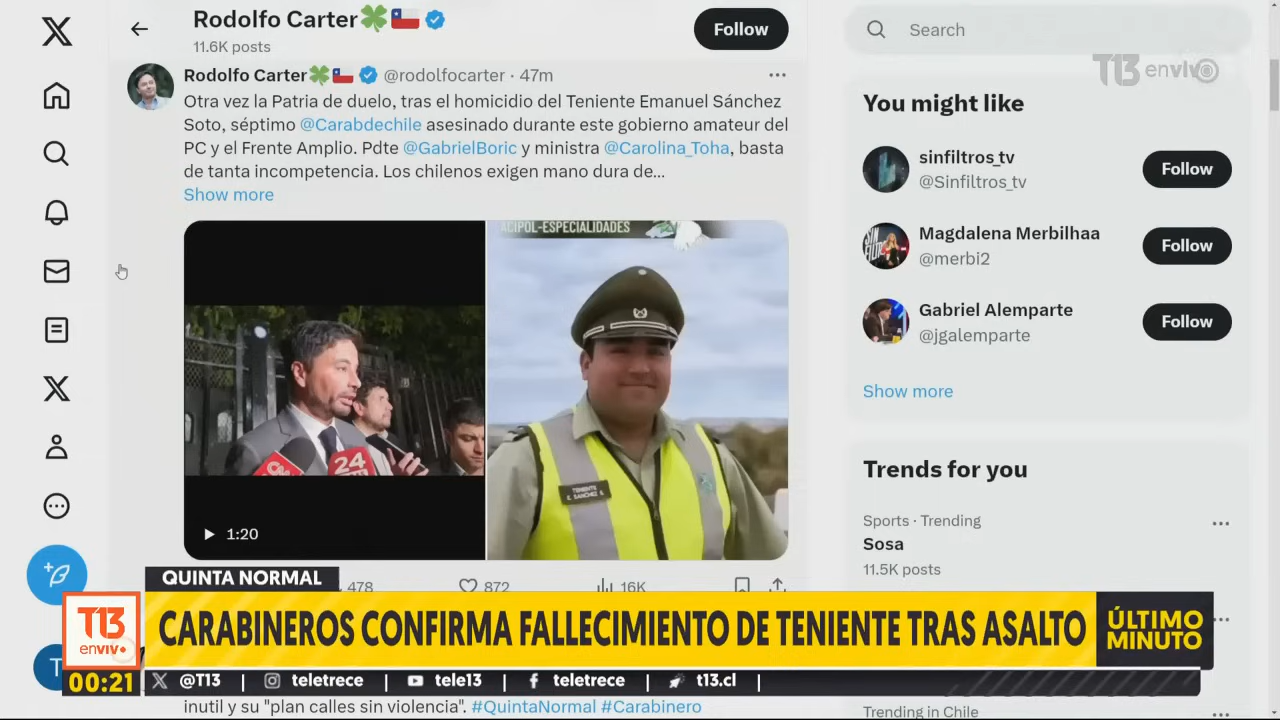 Rodolfo Carter🍀🇨🇱
11.6K posts
Follow
Search
T13 envivo
Rodolfo Carter🍀🇨🇱 @rodolfocarter · 47m
Otra vez la Patria de duelo, tras el homicidio del Teniente Emanuel Sánchez
Soto, séptimo @Carabdechile asesinado durante este gobierno amateur del
PC y el Frente Amplio. Pdte @GabrielBoric y ministra @Carolina_Toha, basta
de tanta incompetencia. Los chilenos exigen mano dura de...
Show more
ACIPOL-ESPECIALIDADES
24
TENIENTE
E. SANCHEZ S.
1:20
478
872
16K
You might like
sinfiltros_tv
@Sinfiltros_tv
Follow
Magdalena Merbilhaa
@merbi2
Follow
Gabriel Alemparte
@jgalemparte
Follow
Show more
Trends for you
Sports · Trending
Sosa
11.5K posts
QUINTA NORMAL
T13
envivo
CARABINEROS CONFIRMA FALLECIMIENTO DE TENIENTE TRAS ASALTO
ÚLTIMO
MINUTO
00:21
@T13 | teletrece | tele13 | teletrece | t13.cl |
inutil y su "plan calles sin violencia". #QuintaNormal #Carabinero
Trending in Chile